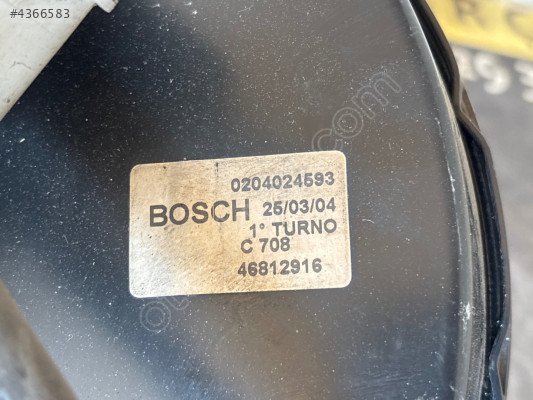 #4366583
0204024593
BOSCH 25/03/04
1° TURNO
C 708
46812916